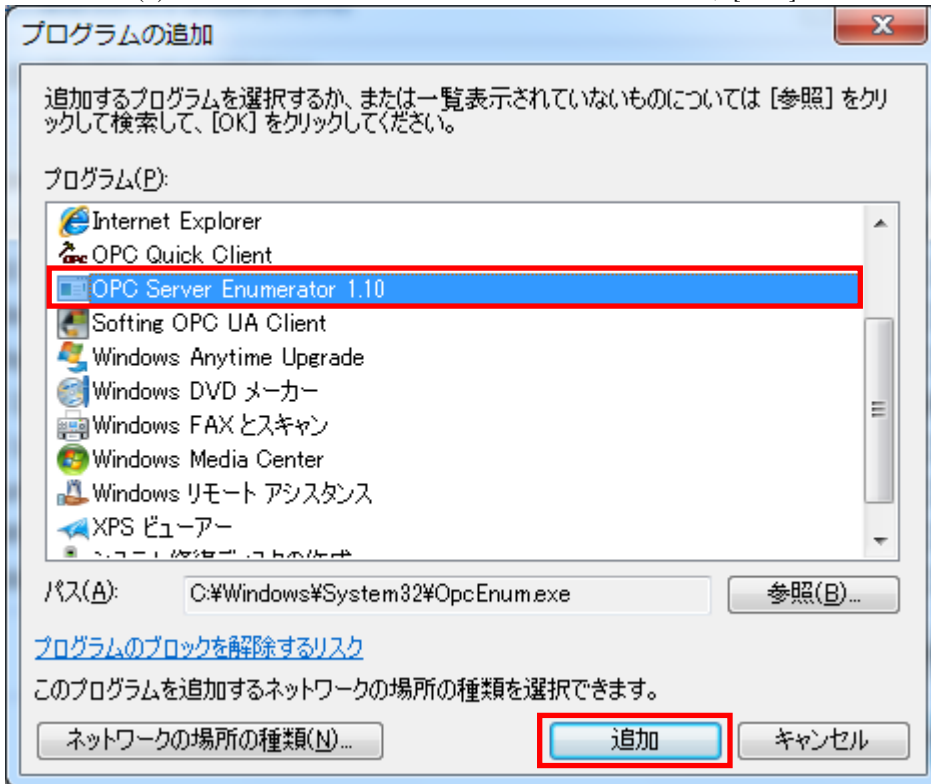 プログラムの追加
追加するプログラムを選択するか、または一覧表示されていないものについては [参照] をクリ
ックして検索して、[OK] をクリックしてください。
プログラム(P):
Internet Explorer
OPC Quick Client
OPC Server Enumerator 1.10
Softing OPC UA Client
Windows Anytime Upgrade
Windows DVD メーカー
Windows FAX とスキャン
Windows Media Center
Windows リモート アシスタンス
XPS ビューアー
パス(A):
C:¥Windows¥System32¥OpcEnum.exe
参照(B)...
プログラムのブロックを解除するリスク
このプログラムを追加するネットワークの場所の種類を選択できます。
ネットワークの場所の種類(N)...
追加
キャンセル